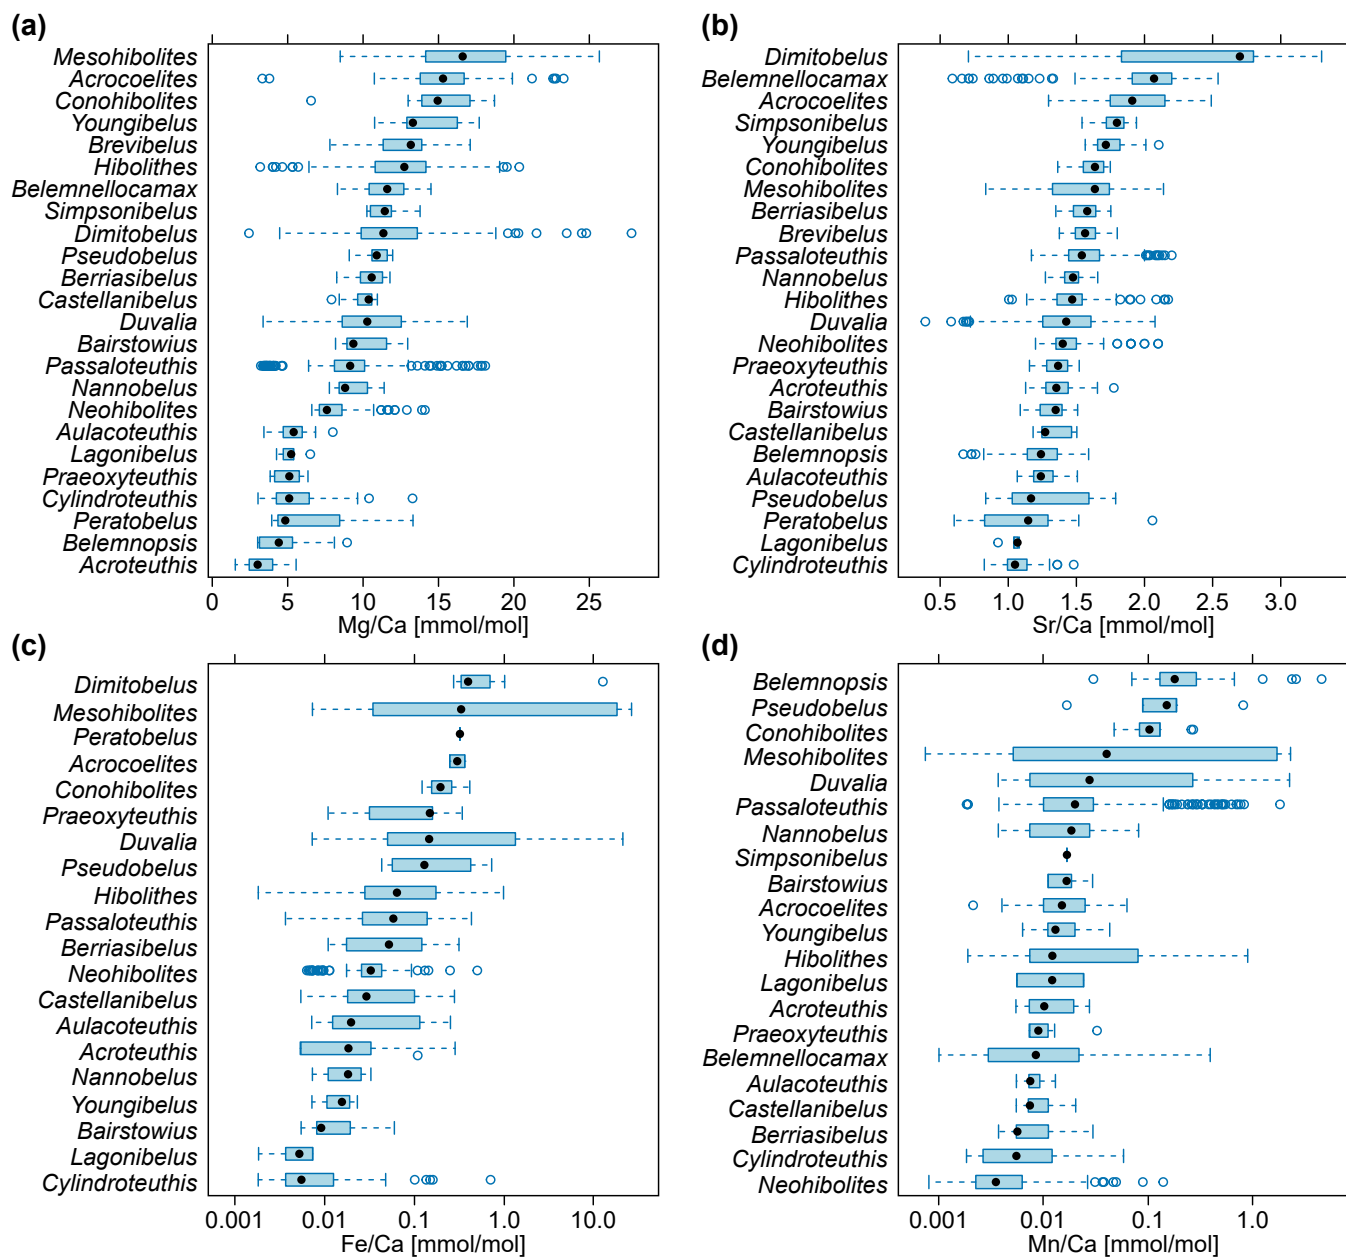 (a)
Mesohibolites
Acrocoelites
Conohibolites
Youngibelus
Brevibelus
Hibolithes
Belemnellocamax
Simpsonibelus
Dimitobelus
Pseudobelus
Berriasibelus
Castellanibelus
Duvalia
Bairstowius
Passaloteuthis
Nannobelus
Neohibolites
Aulacoteuthis
Lagonibelus
Praeoxyteuthis
Cylindroteuthis
Peratobelus
Belemnopsis
Acroteuthis
0 5 10 15 20 25
Mg/Ca [mmol/mol]
(b)
Dimitobelus
Belemnellocamax
Acrocoelites
Simpsonibelus
Youngibelus
Conohibolites
Mesohibolites
Berriasibelus
Brevibelus
Passaloteuthis
Nannobelus
Hibolithes
Duvalia
Neohibolites
Praeoxyteuthis
Acroteuthis
Bairstowius
Castellanibelus
Belemnopsis
Aulacoteuthis
Pseudobelus
Peratobelus
Lagonibelus
Cylindroteuthis
0.5 1.0 1.5 2.0 2.5 3.0
Sr/Ca [mmol/mol]
(c)
Dimitobelus
Mesohibolites
Peratobelus
Acrocoelites
Conohibolites
Praeoxyteuthis
Duvalia
Pseudobelus
Hibolithes
Passaloteuthis
Berriasibelus
Neohibolites
Castellanibelus
Aulacoteuthis
Acroteuthis
Nannobelus
Youngibelus
Bairstowius
Lagonibelus
Cylindroteuthis
0.001 0.01 0.1 1.0 10.0
Fe/Ca [mmol/mol]
(d)
Belemnopsis
Pseudobelus
Conohibolites
Mesohibolites
Duvalia
Passaloteuthis
Nannobelus
Simpsonibelus
Bairstowius
Acrocoelites
Youngibelus
Hibolithes
Lagonibelus
Acroteuthis
Praeoxyteuthis
Belemnellocamax
Aulacoteuthis
Castellanibelus
Berriasibelus
Cylindroteuthis
Neohibolites
0.001 0.01 0.1 1.0
Mn/Ca [mmol/mol]